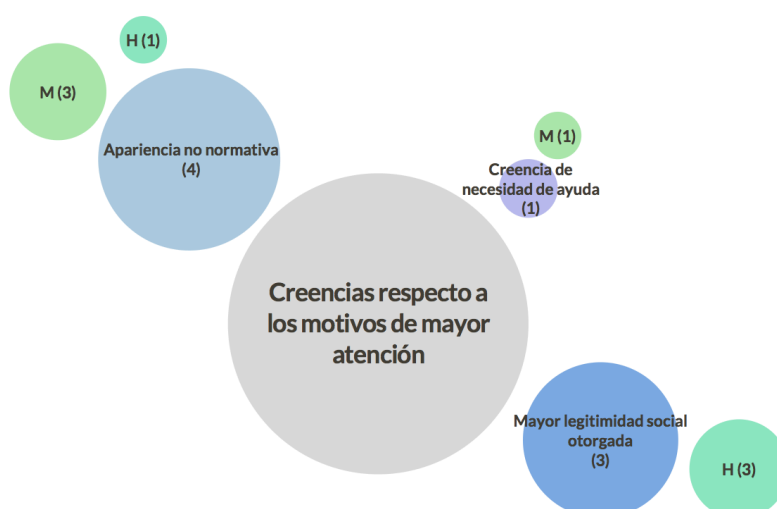 H (1)
M (3)
Apariencia no normativa
(4)
M (1)
Creencia de
necesidad de ayuda
(1)
Creencias respecto a
los motivos de mayor
atención
Mayor legitimidad social
otorgada
(3)
H (3)